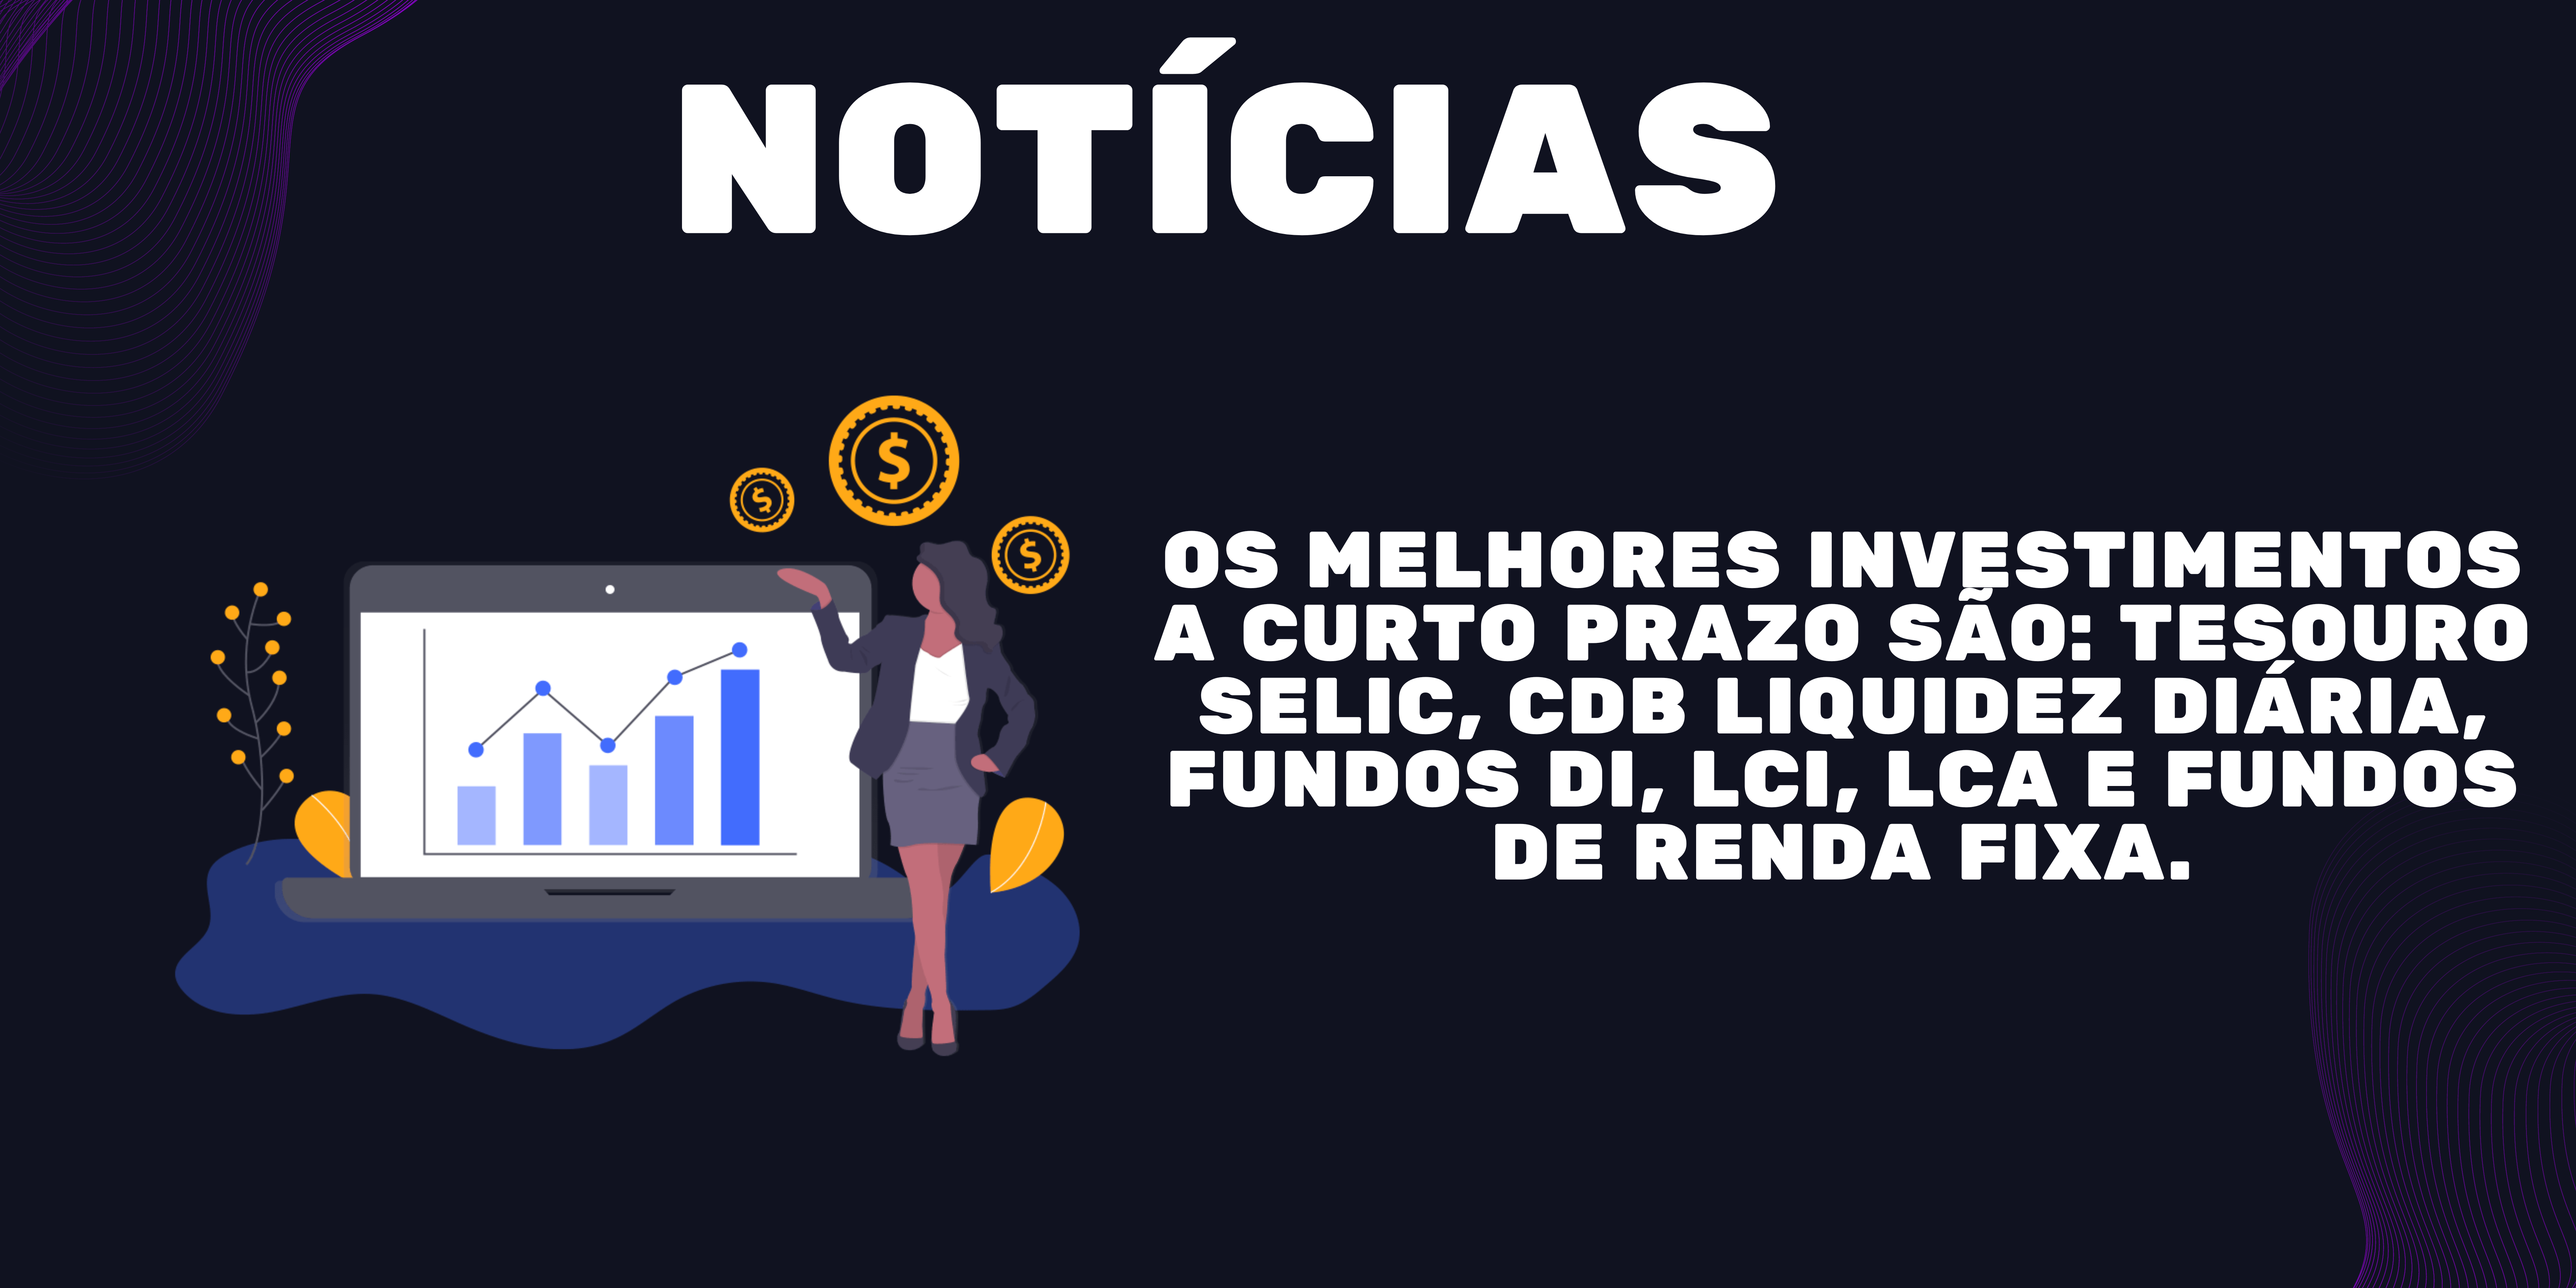 NOTÍCIAS
$
$
$
OS MELHORES INVESTIMENTOS
A CURTO PRAZO SÃO: TESOURO
SELIC, CDB LIQUIDEZ DIÁRIA,
FUNDOS DI, LCI, LCA E FUNDOS
DE RENDA FIXA.